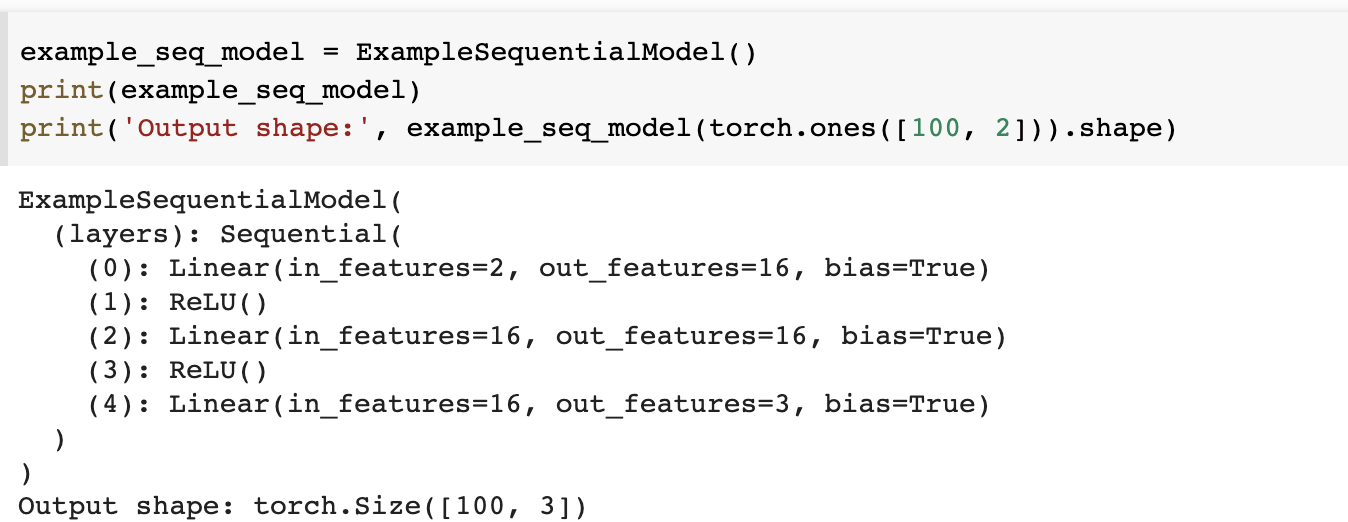 example_seq_model = ExampleSequentialModel()
print(example_seq_model)
print('Output shape:', example_seq_model(torch.ones([100, 2])).shape)
ExampleSequentialModel(
  (layers): Sequential(
    (0): Linear(in_features=2, out_features=16, bias=True)
    (1): ReLU()
    (2): Linear(in_features=16, out_features=16, bias=True)
    (3): ReLU()
    (4): Linear(in_features=16, out_features=3, bias=True)
  )
)
Output shape: torch.Size([100, 3])